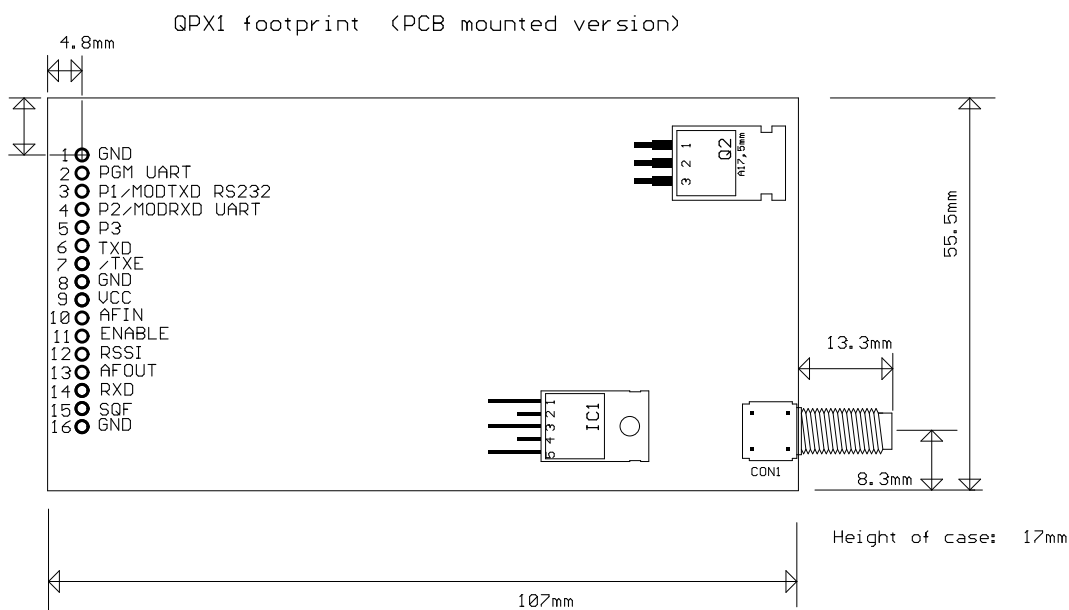 QPX1 footprint (PCB mounted version)
4.8mm
1 GND
2 PGM UART
3 P1/MODTXD RS232
4 P2/MODRXD UART
5 P3
6 TXD
7 /TXE
8 GND
9 VCC
10 AFIN
11 ENABLE
12 RSSI
13 AFOUT
14 RXD
15 SQF
16 GND
1 2 3
Q2
A17,5mm
55.5mm
13.3mm
1
2
3
4
5
IC1
CON1
8.3mm
Height of case: 17mm
107mm